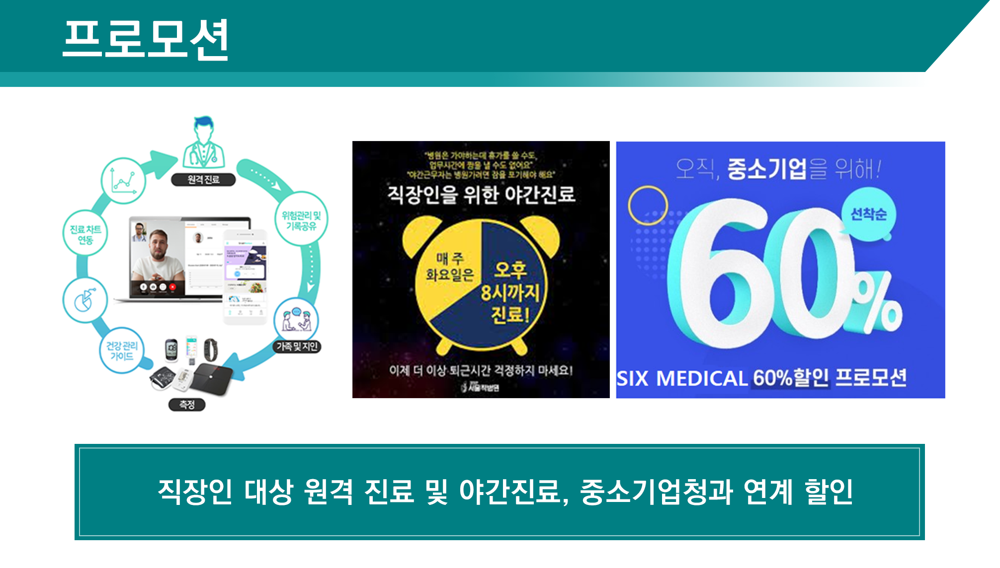 프로모션
원격 진료
위험관리 및
기록공유
가족 및 지인
측정
건강 관리
가이드
진료 차트
연동
"병원은 가야하는데 휴가를 쓸 수도,
업무시간에 짬을 낼 수도 없어요"
"야간근무자는 병원가려면 잠을 포기해야 해요"
직장인을 위한 야간진료
매 주
화요일은
오후
8시까지
진료!
이제 더 이상 퇴근시간 걱정하지 마세요!
오직, 중소기업을 위해!
선착순
60%
SIX MEDICAL 60%할인 프로모션
직장인 대상 원격 진료 및 야간진료, 중소기업청과 연계 할인